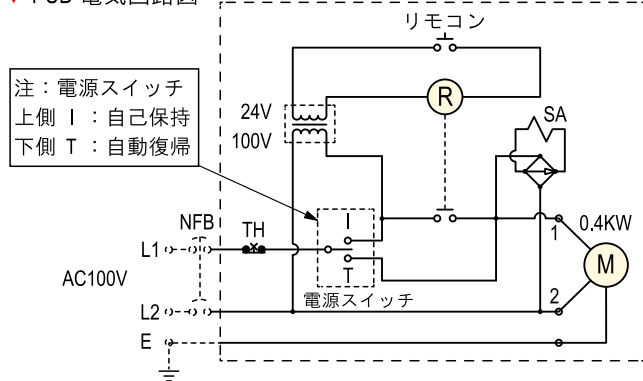 電気回路図
リモコン
注：電源スイッチ
上側 I ：自己保持
下側 T ：自動復帰
24V
100V
R
SA
NFB
TH
I
T
電源スイッチ
1
0.4KW
M
2
L1
AC100V
L2
E